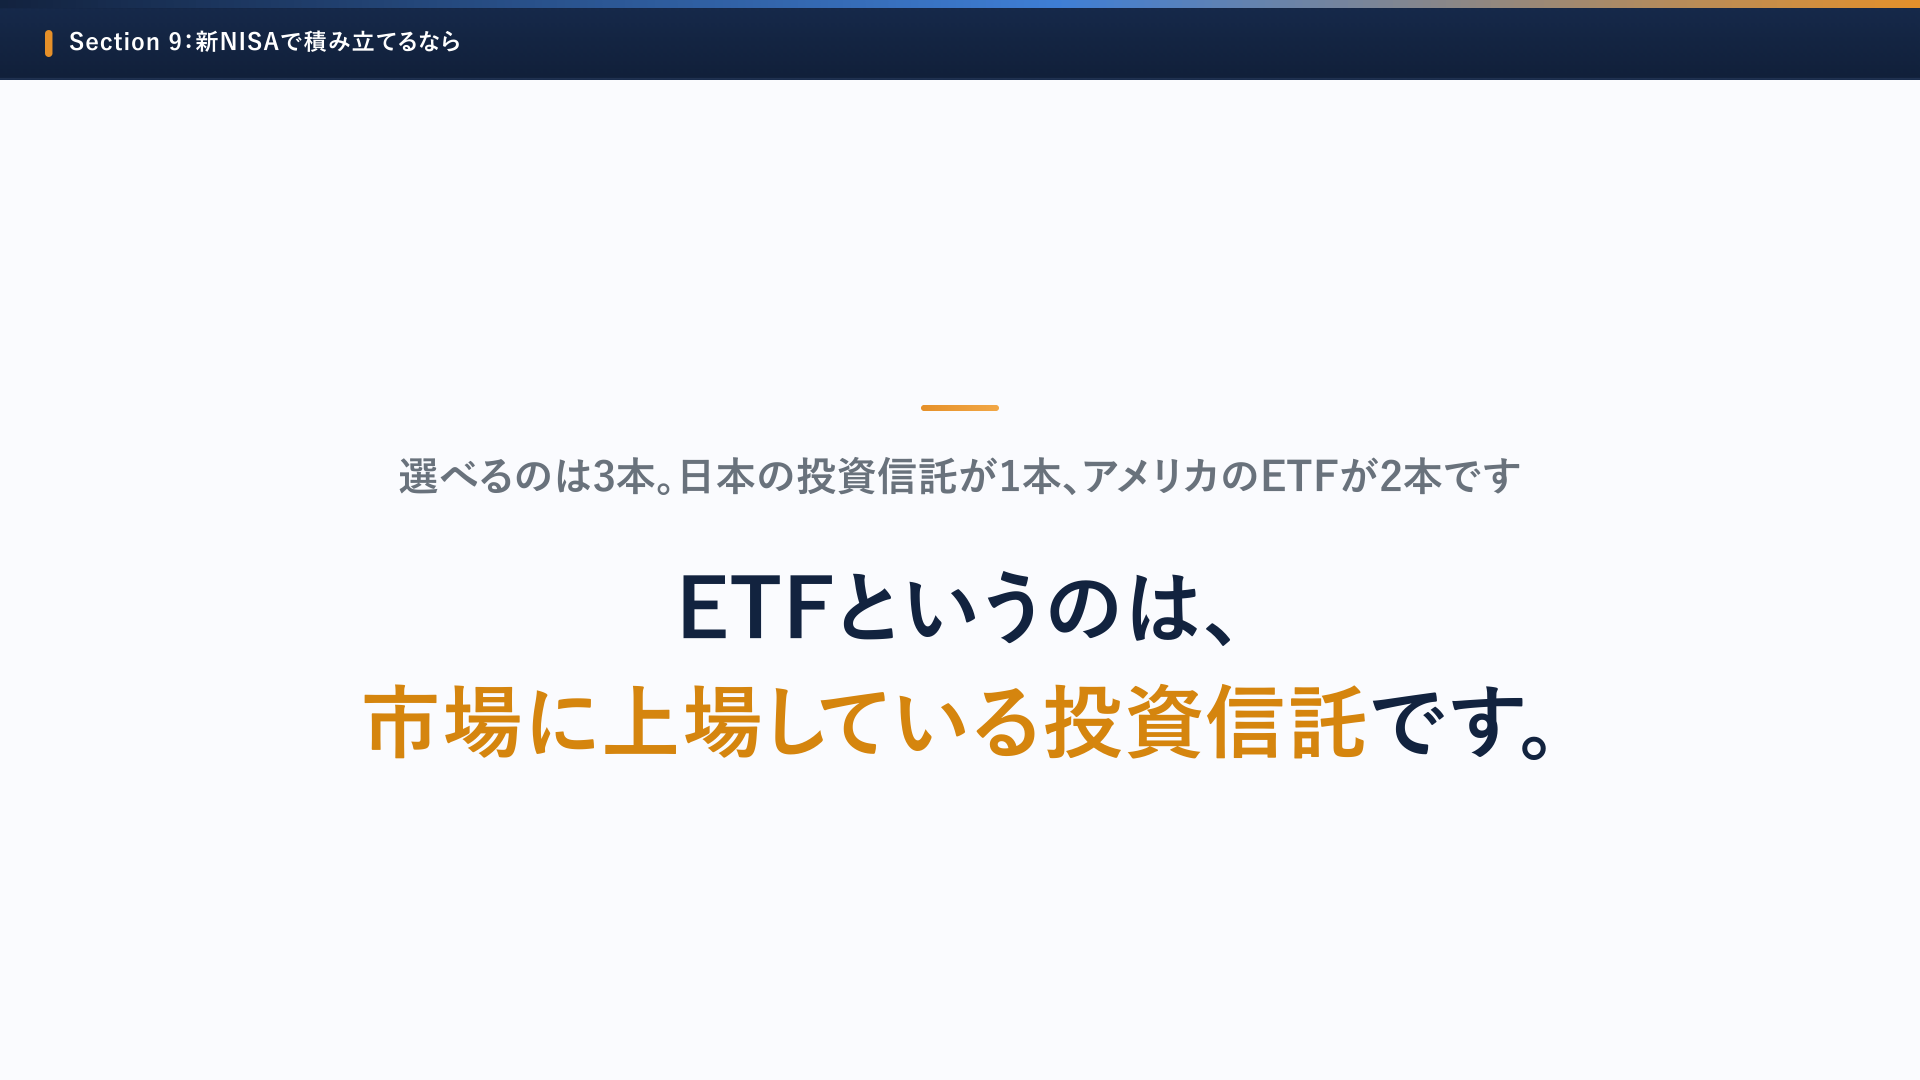 Section 9：新NISAで積み立てるなら
選べるのは3本。日本の投資信託が1本、アメリカのETFが2本です
ETFというのは、
市場に上場している投資信託です。